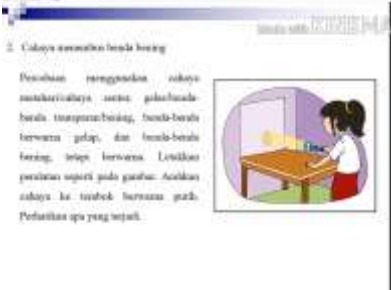 2. Cahaya menembus benda bening
Percobaan menggunakan cahaya
matahari/cahaya senter, gelas/benda-
benda transparan/bening, benda-benda
berwarna gelap, dan benda-benda
bening, tetapi berwarna. Letakkan
peralatan seperti pada gambar. Arahkan
cahaya ke tembok berwarna putih.
Perhatikan apa yang terjadi.